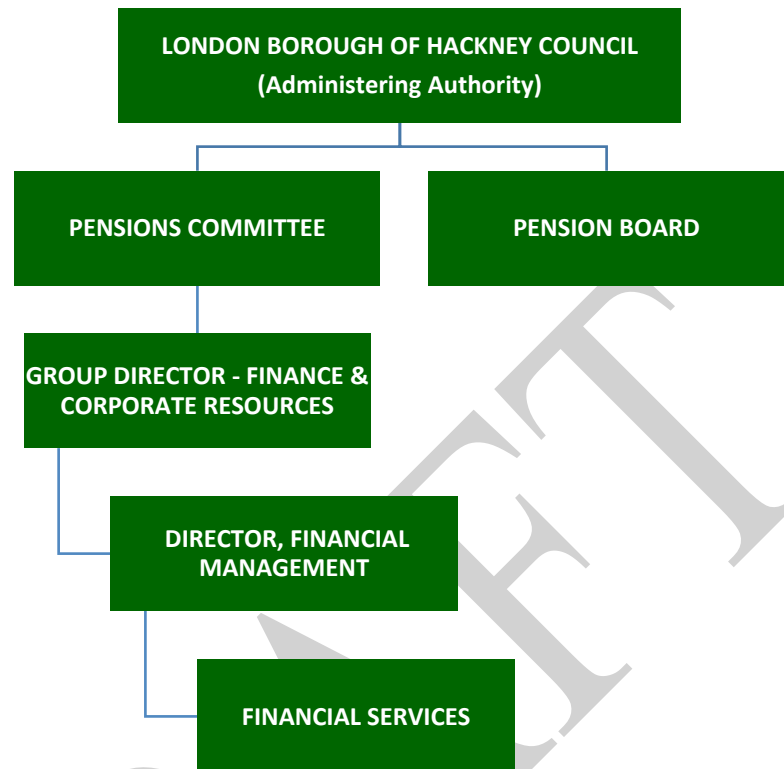 LONDON BOROUGH OF HACKNEY COUNCIL
(Administering Authority)
PENSIONS COMMITTEE
PENSION BOARD
GROUP DIRECTOR - FINANCE &
CORPORATE RESOURCES
DIRECTOR, FINANCIAL
MANAGEMENT
FINANCIAL SERVICES